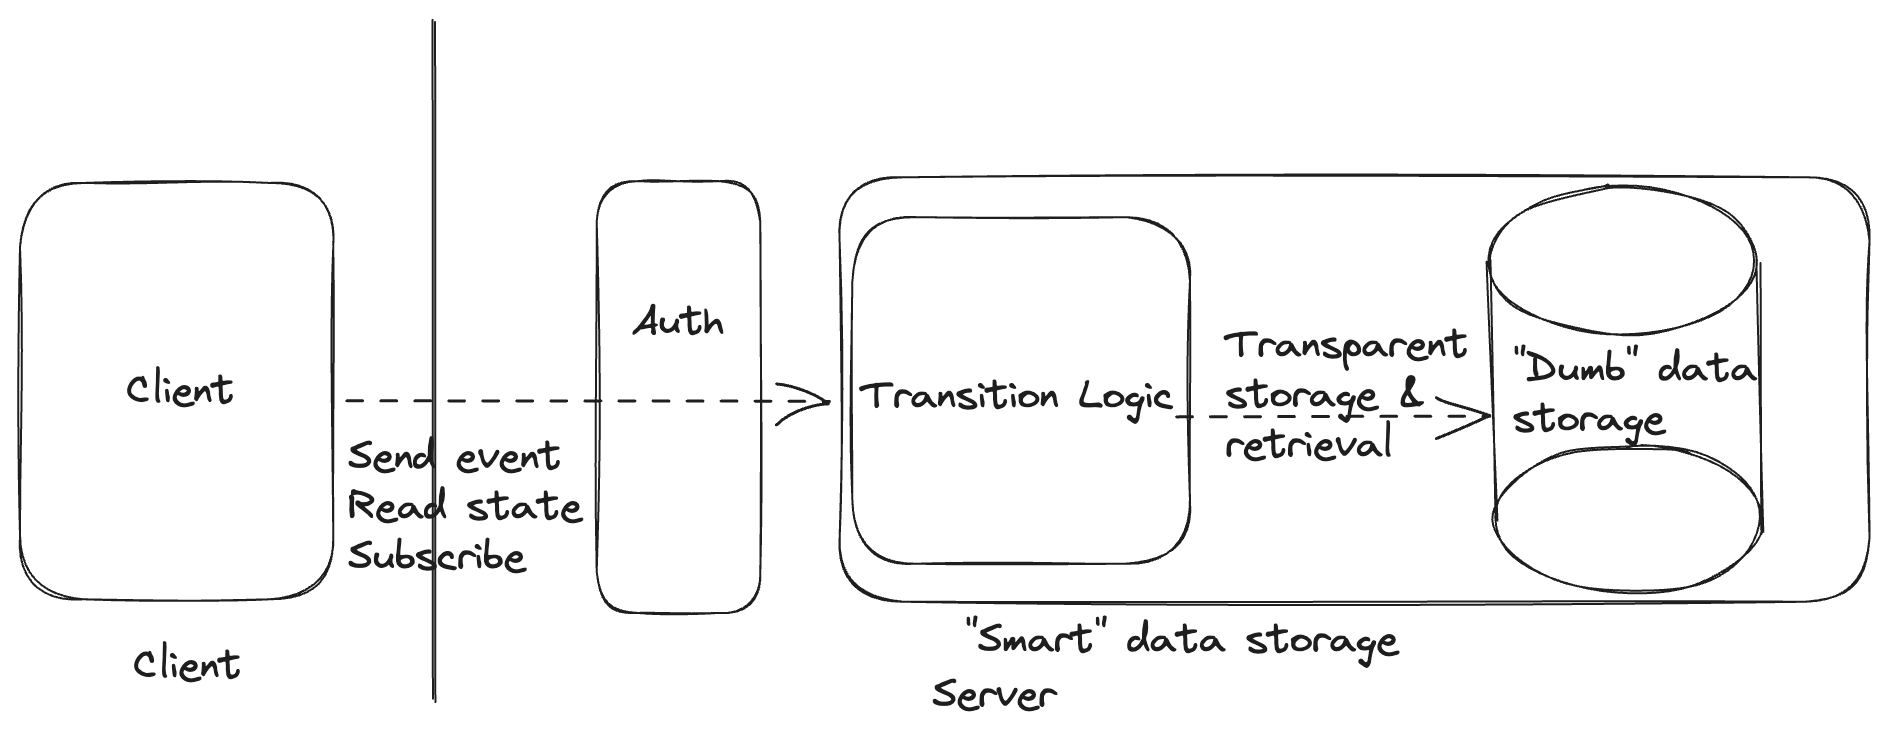 Client
Send event
Read state
Subscribe
Client
Auth
Transition Logic
Transparent
storage &
retrieval
"Dumb" data
storage
"Smart" data storage
Server